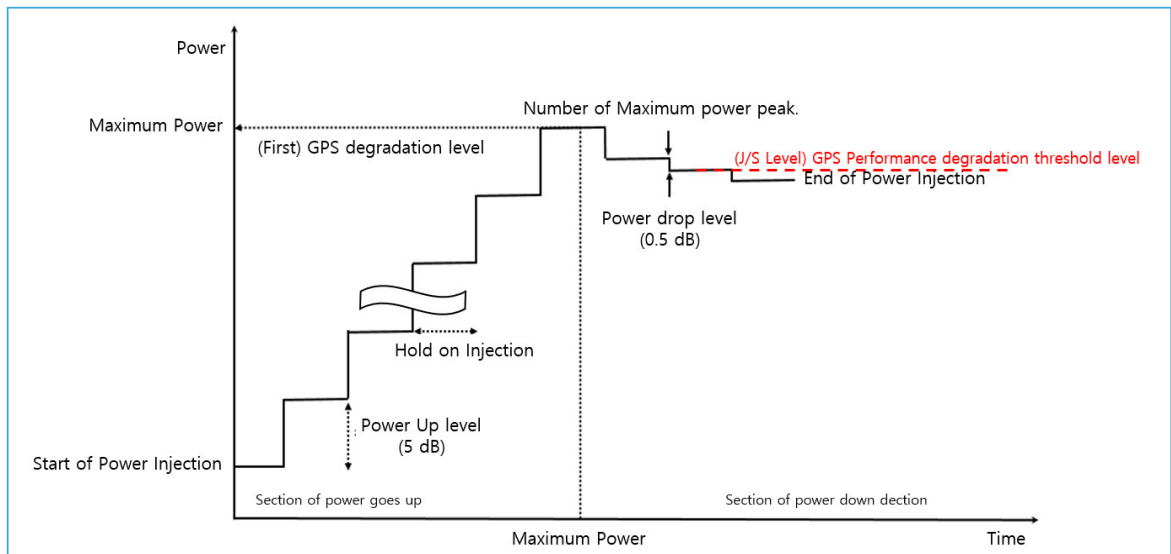 Power
Number of Maximum power peak.
Maximum Power
(First) GPS degradation level
(J/S Level) GPS Performance degradation threshold level
End of Power Injection
Power drop level
(0.5 dB)
Hold on Injection
Power Up level
(5 dB)
Start of Power Injection
Section of power goes up
Section of power down dection
Maximum Power
Time